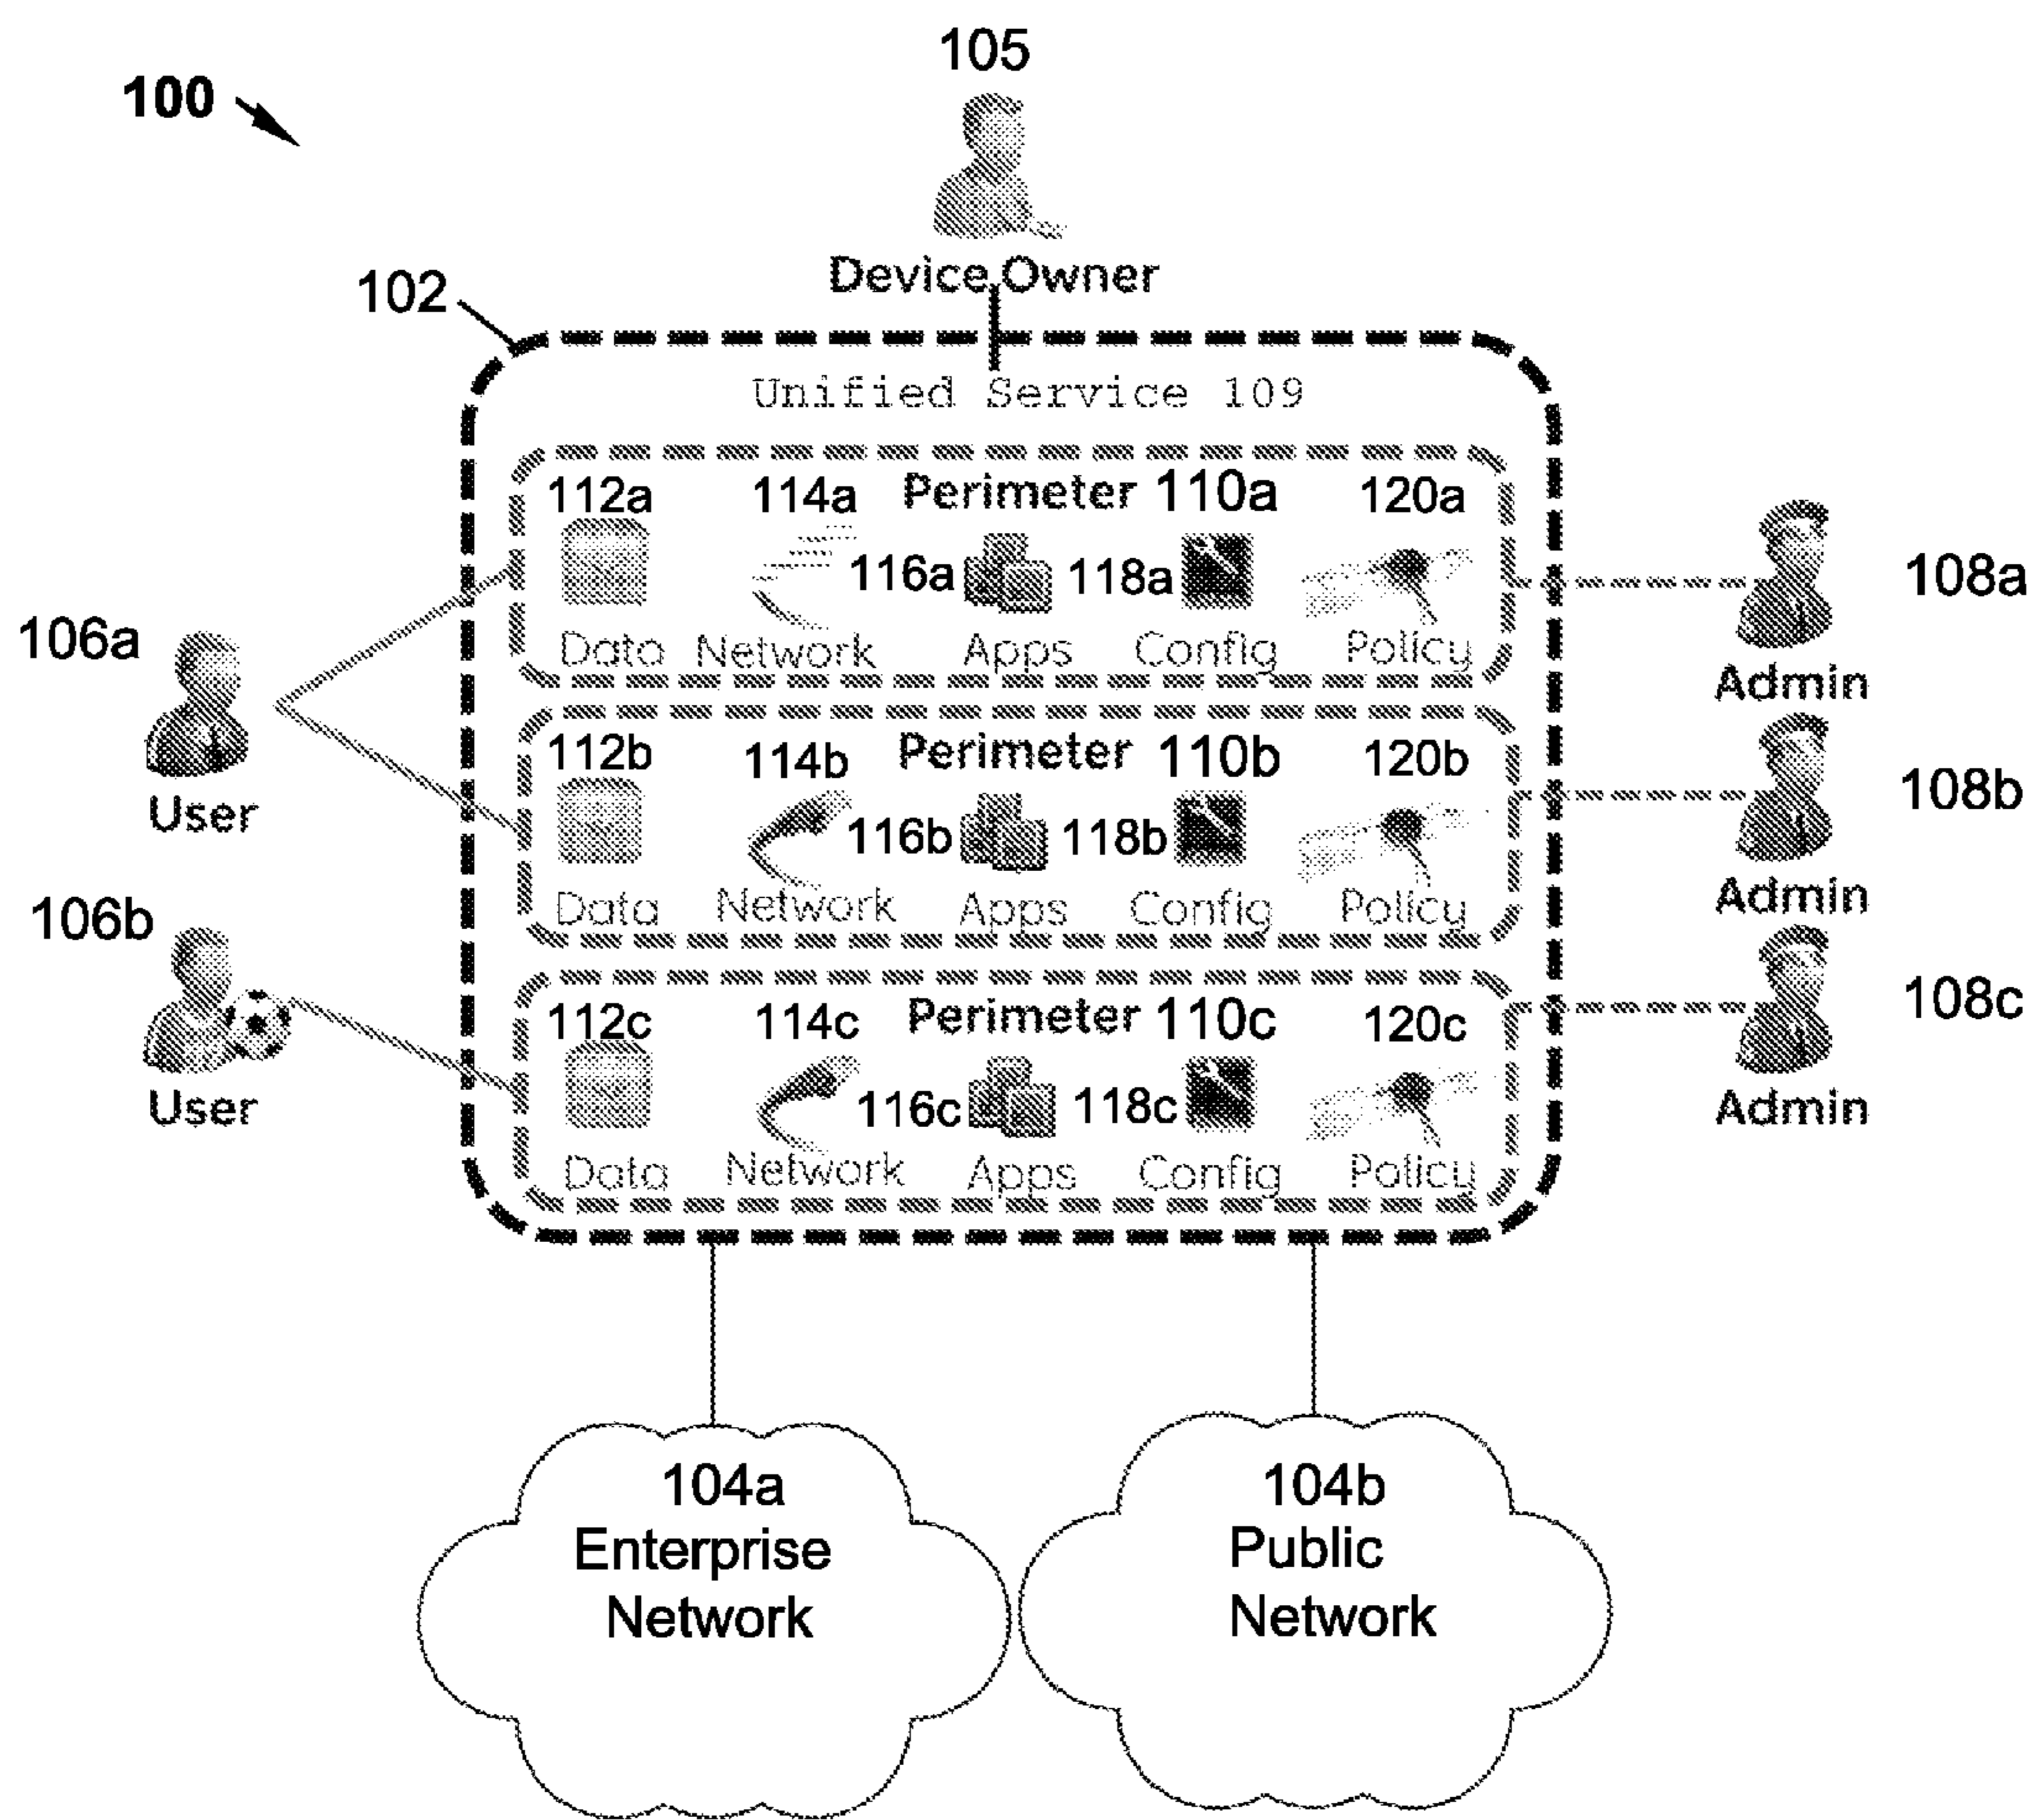 105
100
Device Owner
102
Unified Service 109
112a 114a Perimeter 110a 120a
116a 118a 108a
106a Data Network Apps Config Policy
Admin
112b 114b Perimeter 110b 120b
108b
User 116b 118b
106b Data Network Apps Config Policy
Admin
112c 114c Perimeter 110c 120c
108c
User 116c 118c Admin
Data Network Apps Config Policy
104a 104b
Enterprise Public
Network Network